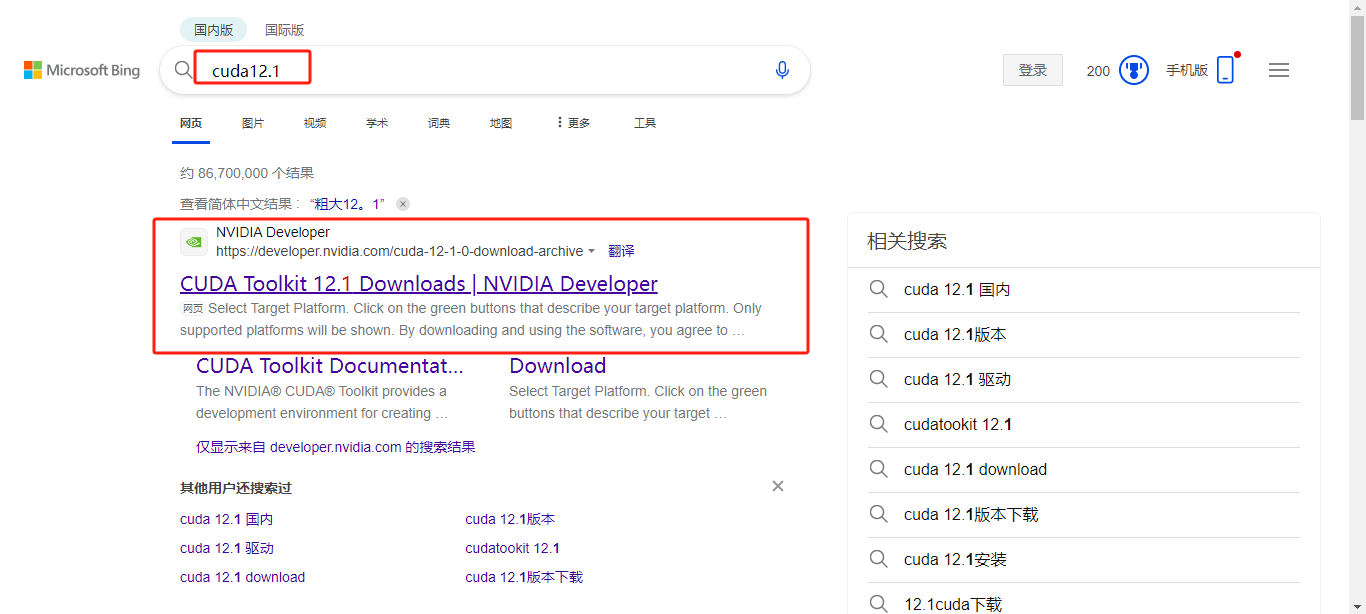 国内版 国际版
Microsoft Bing
cuda12.1
登录 200 手机版
网页 图片 视频 学术 词典 地图 更多 工具
约 86,700,000 个结果
查看简体中文结果： “粗大12。1”
NVIDIA Developer
https://developer.nvidia.com/cuda-12-1-0-download-archive 翻译
CUDA Toolkit 12.1 Downloads | NVIDIA Developer
网页 Select Target Platform. Click on the green buttons that describe your target platform. Only
supported platforms will be shown. By downloading and using the software, you agree to …
CUDA Toolkit Documentat...
The NVIDIA® CUDA® Toolkit provides a
development environment for creating …
Download
Select Target Platform. Click on the green
buttons that describe your target …
仅显示来自 developer.nvidia.com 的搜索结果
其他用户还搜索过
cuda 12.1 国内 cuda 12.1版本
cuda 12.1 驱动 cudatookit 12.1
cuda 12.1 download cuda 12.1版本下载
相关搜索
cuda 12.1 国内
cuda 12.1版本
cuda 12.1 驱动
cudatookit 12.1
cuda 12.1 download
cuda 12.1版本下载
cuda 12.1安装
12.1cuda下载